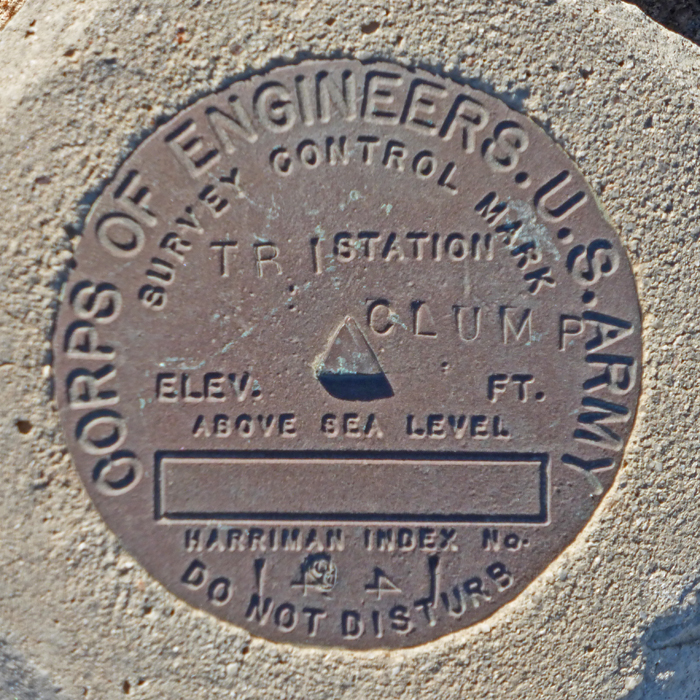 CORPS OF ENGINEERS. U.S. ARMY
SURVEY CONTROL MARK
TRI STATION
CLUMP
ELEV. FT.
ABOVE SEA LEVEL
HARRIMAN INDEX No.
DO NOT DISTURB